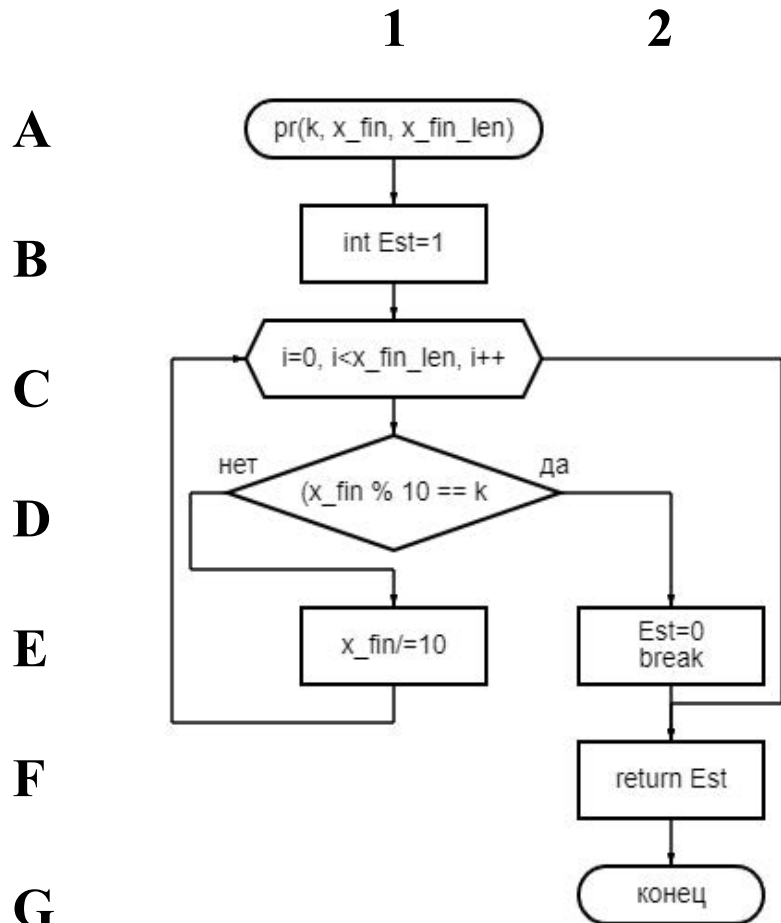 1 2
A
pr(k, x_fin, x_fin_len)
B
int Est=1
C
i=0, i<x_fin_len, i++
нет
да
D
(x_fin % 10 == k
E
x_fin/=10
Est=0
break
F
return Est
G
конец